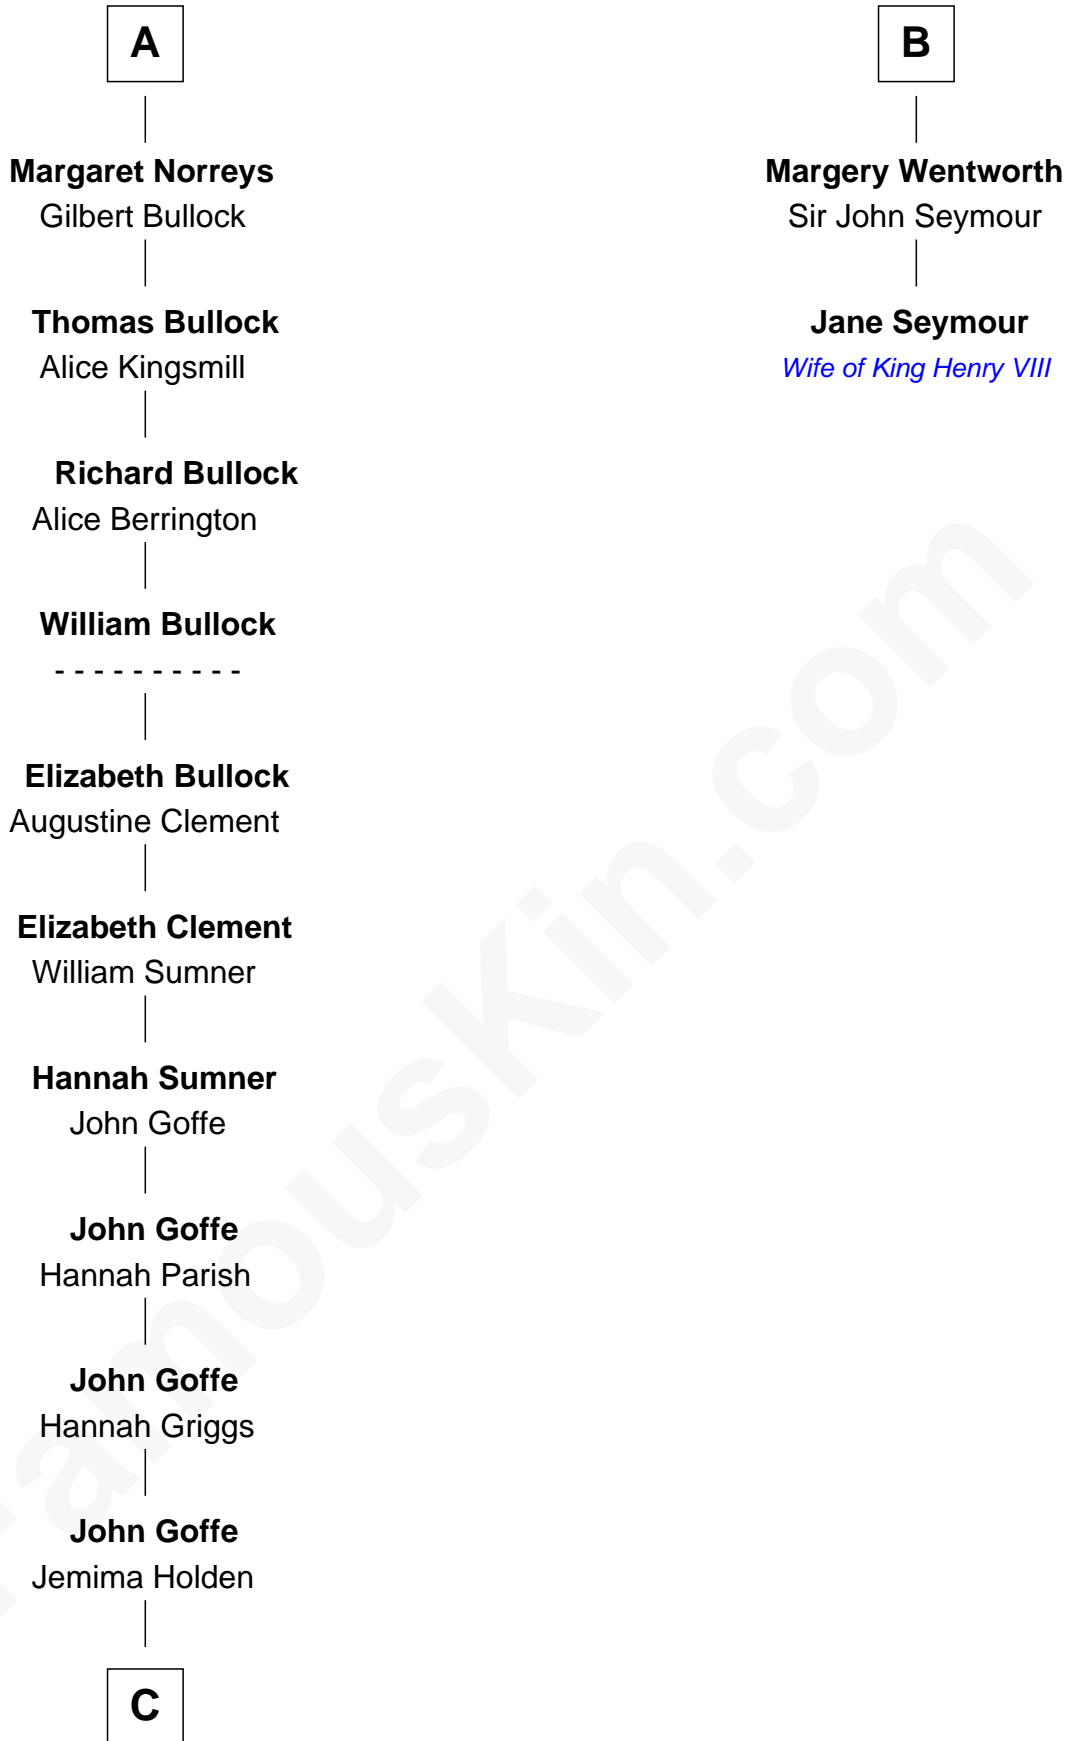 A
Margaret Norreys
Gilbert Bullock
Thomas Bullock
Alice Kingsmill
Richard Bullock
Alice Berrington
William Bullock
- - - - - - - - - -
Elizabeth Bullock
Augustine Clement
Elizabeth Clement
William Sumner
Hannah Sumner
John Goffe
John Goffe
Hannah Parish
John Goffe
Hannah Griggs
John Goffe
Jemima Holden
C
B
Margery Wentworth
Sir John Seymour
Jane Seymour
Wife of King Henry VIII
FamousKin.com